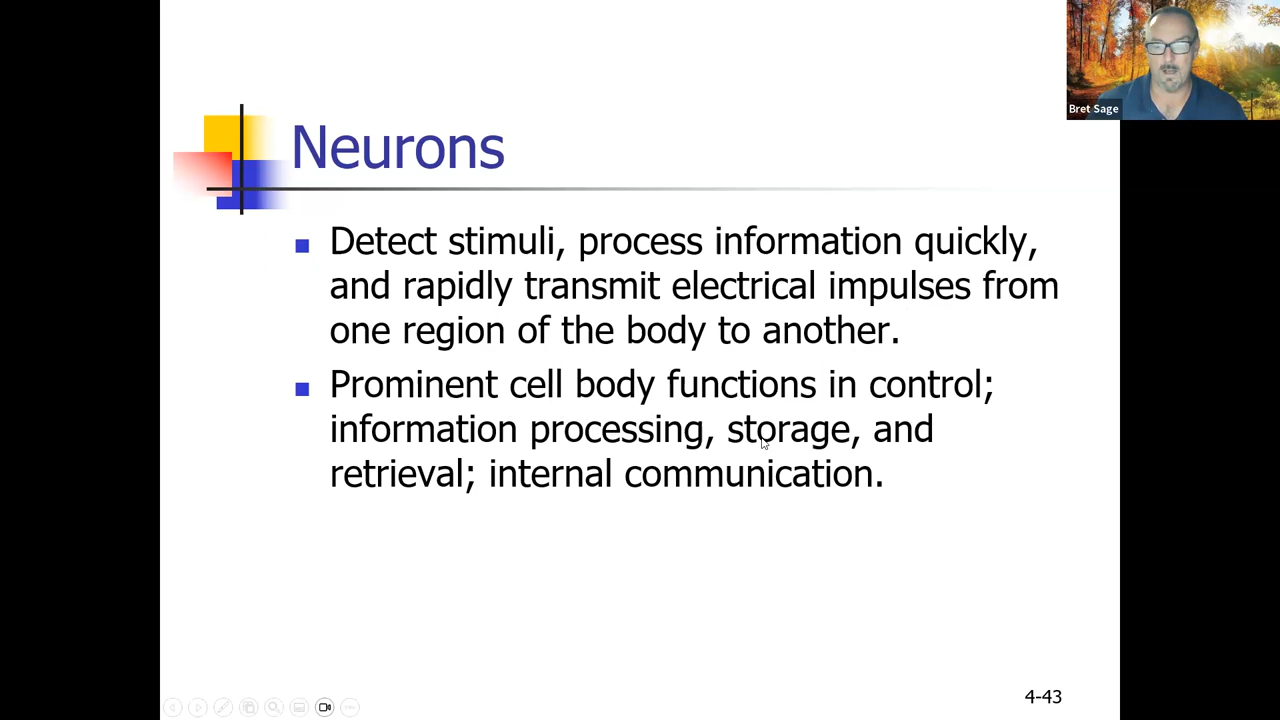 Bret Sage
Neurons
Detect stimuli, process information quickly,
and rapidly transmit electrical impulses from
one region of the body to another.
Prominent cell body functions in control;
information processing, storage, and
retrieval; internal communication.
4-43